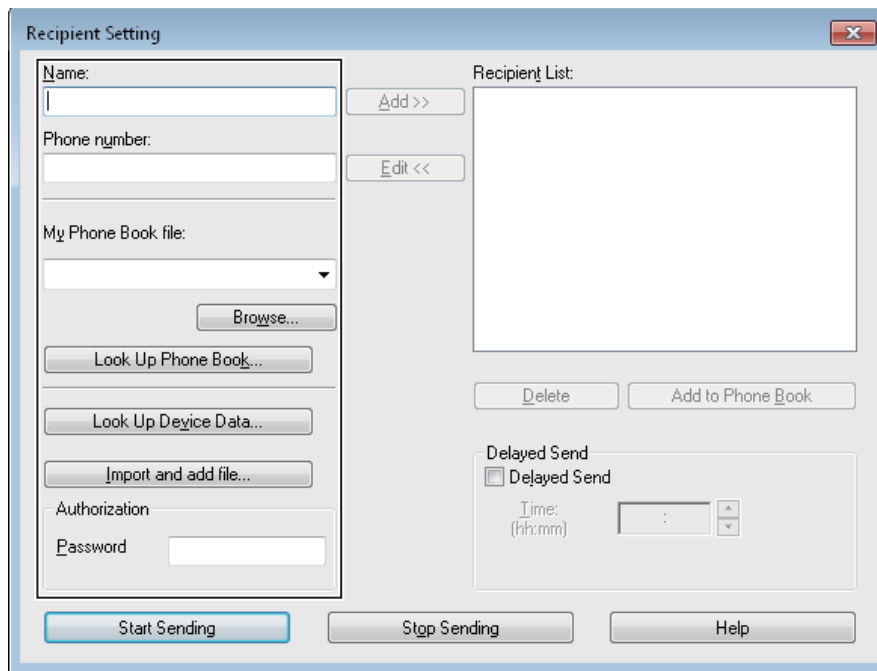 Recipient Setting
Name:
Add >>
Phone number:
Edit <<
My Phone Book file:
Browse...
Look Up Phone Book...
Look Up Device Data...
Import and add file...
Authorization
Password
Recipient List:
Delete
Add to Phone Book
Delayed Send
Delayed Send
Time:
(hh:mm)
:
Start Sending
Stop Sending
Help